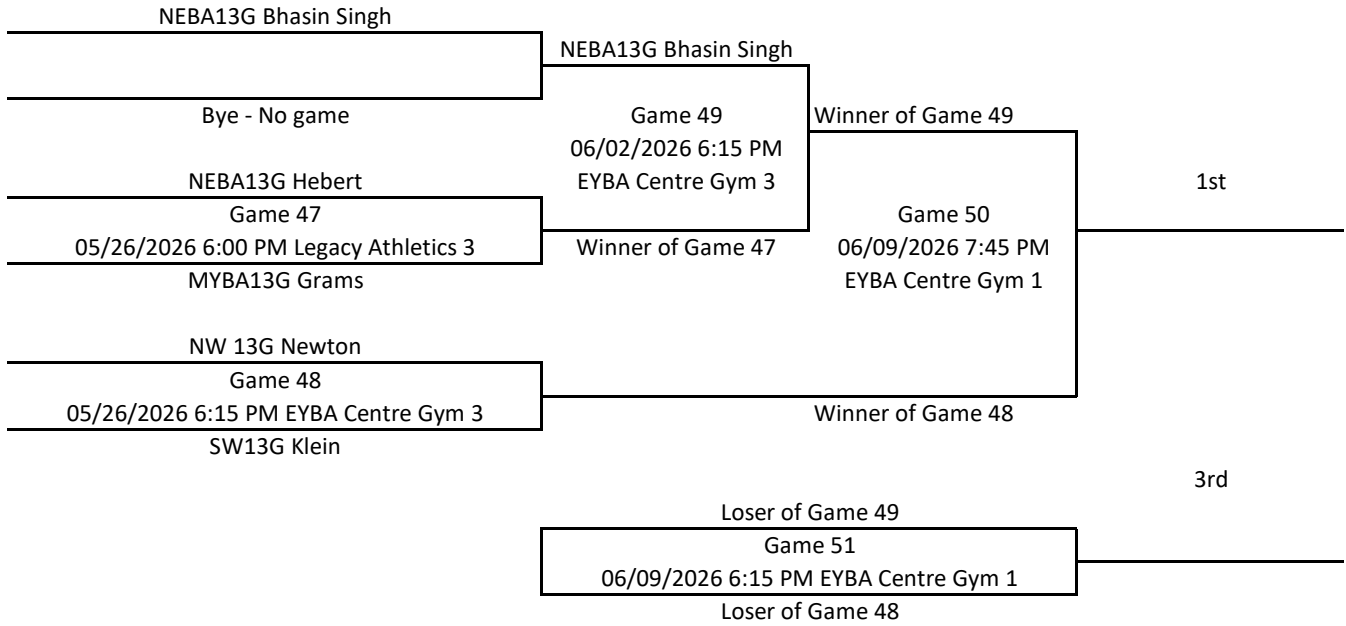 NEBA13G Bhasin Singh
NEBA13G Bhasin Singh
Bye - No game
Game 49
06/02/2026 6:15 PM
EYBA Centre Gym 3
Winner of Game 49
NEBA13G Hebert
Game 47
05/26/2026 6:00 PM Legacy Athletics 3
MYBA13G Grams
Winner of Game 47
Game 50
06/09/2026 7:45 PM
EYBA Centre Gym 1
1st
NW 13G Newton
Game 48
05/26/2026 6:15 PM EYBA Centre Gym 3
SW13G Klein
Winner of Game 48
3rd
Loser of Game 49
Game 51
06/09/2026 6:15 PM EYBA Centre Gym 1
Loser of Game 48